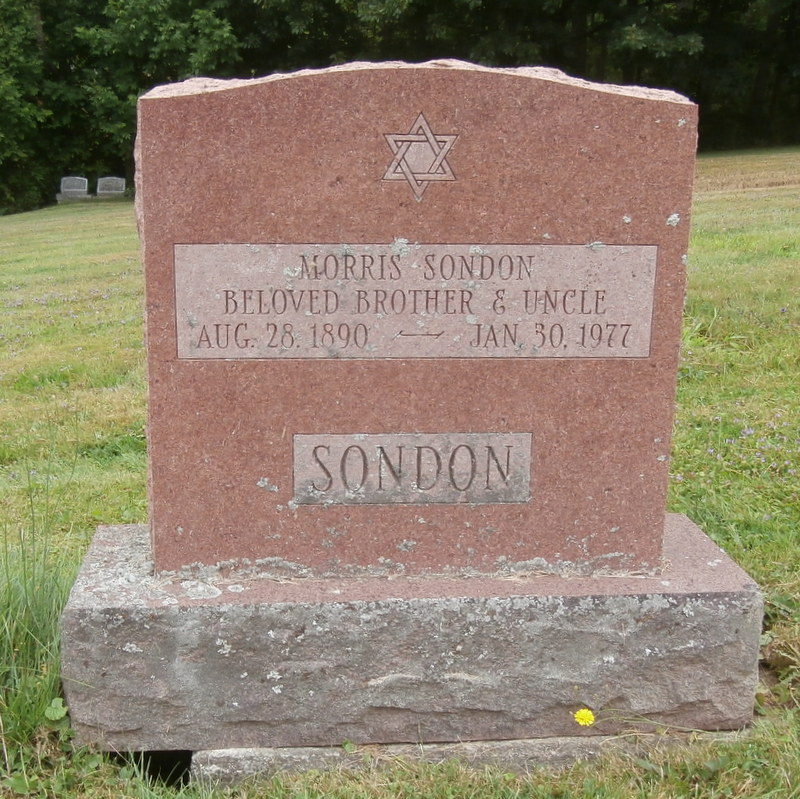 MORRIS SONDON
BELOVED BROTHER & UNCLE
AUG. 28, 1890 — JAN. 30, 1977
SONDON